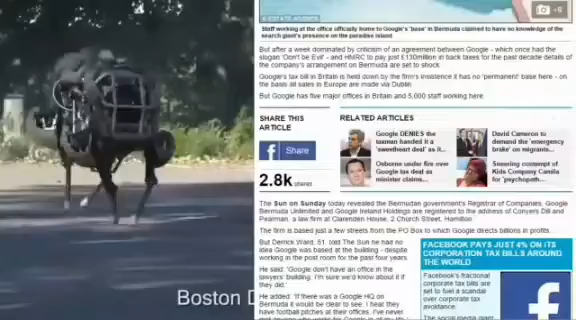 ESTATE AGENTS
+6
Staff working at the office officially home to Google's 'base' in Bermuda claimed to have no knowledge of the
search giant's presence on the paradise island
But after a week dominated by criticism of an agreement between Google - which once had the
slogan 'Don't be Evil' - and HMRC to pay just £130million in back taxes for the past decade details of
the company's arrangement on Bermuda are set to shock
Google's tax bill in Britain is held down by the firm's insistence it has no 'permanent' base here - on
the basis all sales in Europe are made via Dublin
But Google has five major offices in Britain and 5,000 staff working here.
SHARE THIS
ARTICLE
Share
2.8k shares
RELATED ARTICLES
Google DENIES the
taxman handed it a
'sweetheart deal' as it...
David Cameron to
demand the 'emergency
brake' on migrants...
Osborne under fire over
Google tax deal as
minister claims...
Sneering contempt of
Kids Company Camila
for 'psychopath...
The Sun on Sunday today revealed the Bermudan government's Registrar of Companies, Google
Bermuda Unlimited and Google Ireland Holdings are registered to the address of Conyers Dill and
Pearman, a law firm at Clarenden House, 2 Church Street, Hamilton
The firm is based just a few streets from the PO Box to which Google directs billions in profits.
But Derrick Ward, 51, told The Sun he had no
idea Google was based at the building - despite
working in the post room for the past four years.
He said: 'Google don't have an office in the
lawyers' building. I'm sure we'd know about it if
they did.'
He added: 'If there was a Google HQ on
Bermuda it would be clear to see. I hear they
have football pitches at their offices. I've never
FACEBOOK PAYS JUST 4% ON ITS
CORPORATION TAX BILLS AROUND
THE WORLD
Facebook's fractional
corporate tax bills are
set to fuel a scandal
over corporate tax
avoidance.
The social media giant
Boston D